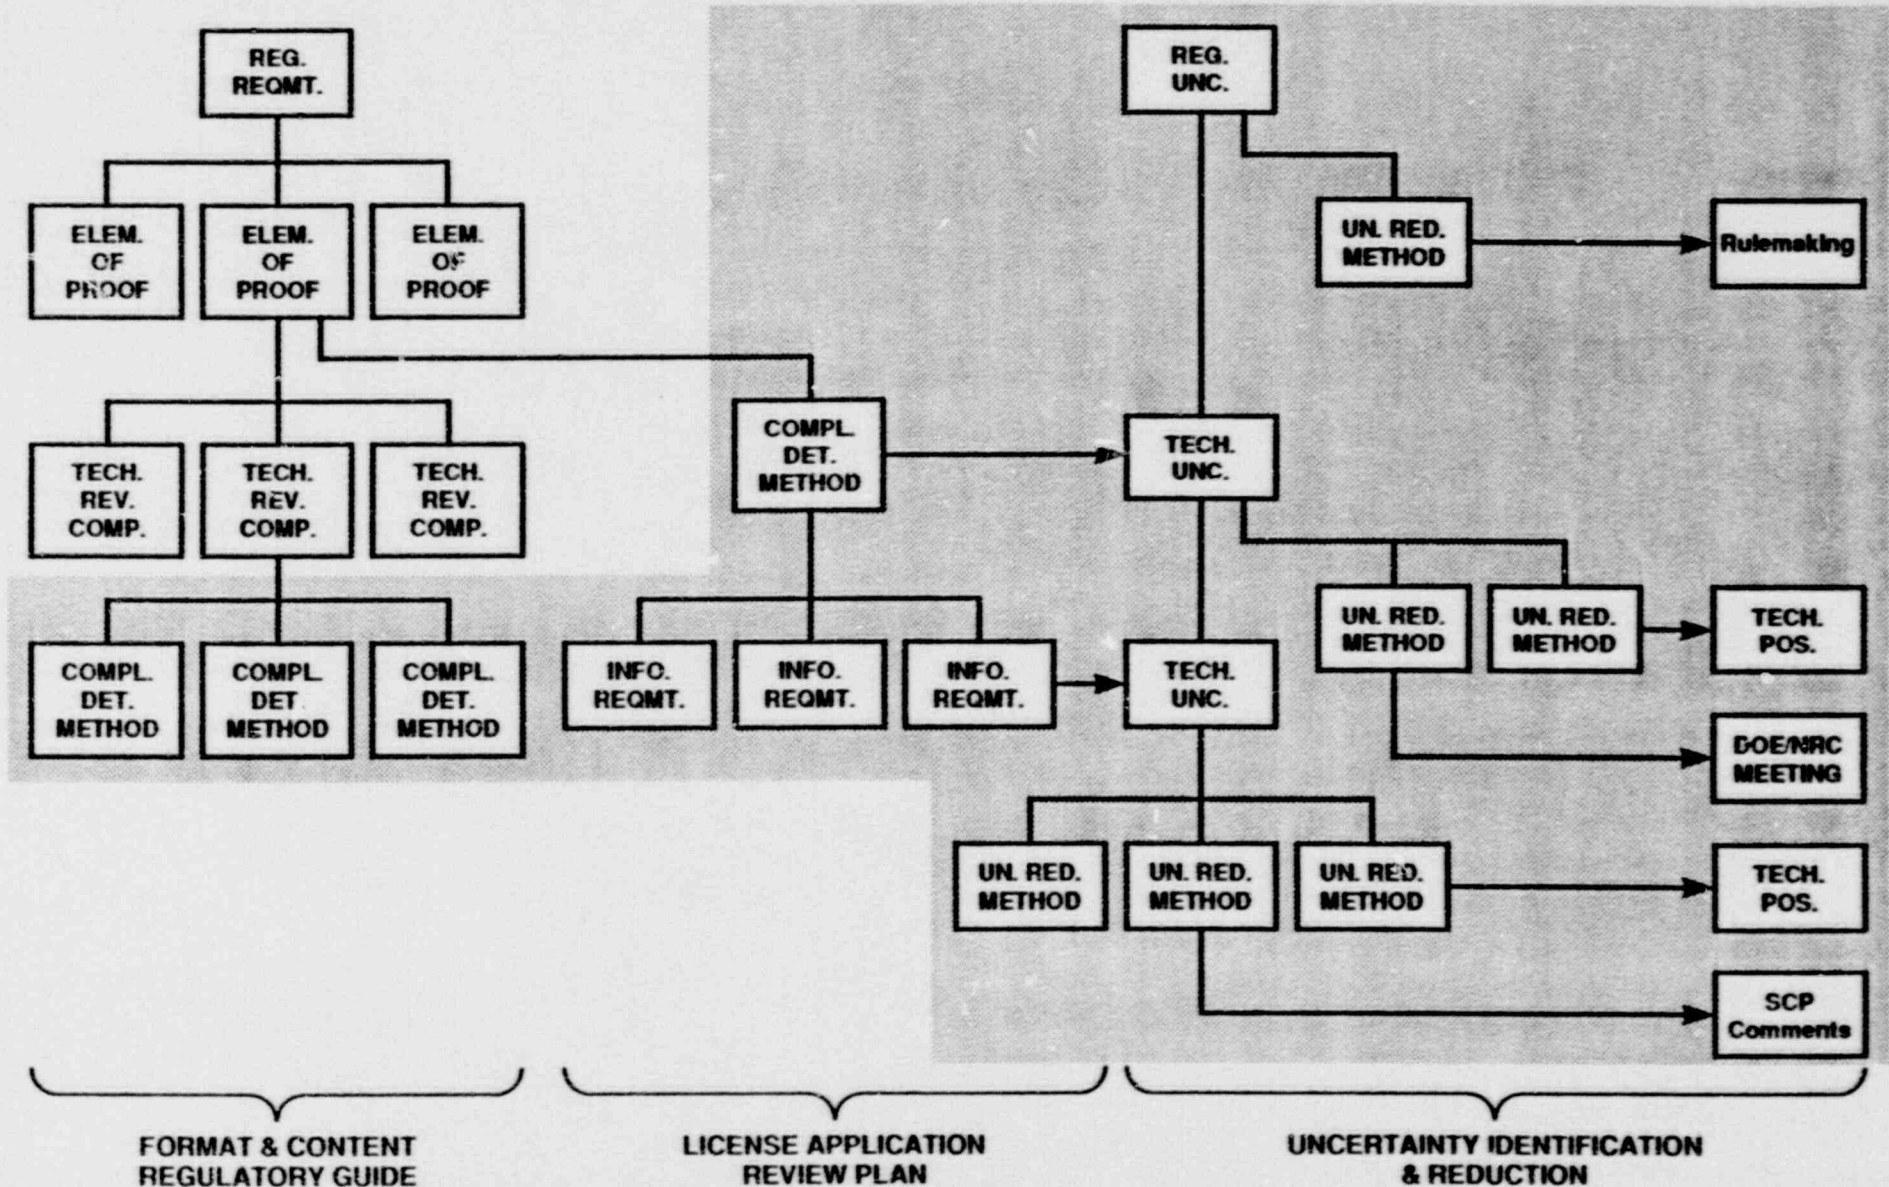 REG.
REQMT.
REG.
UNC.
ELEM.
OF
PROOF
ELEM.
OF
PROOF
ELEM.
OF
PROOF
UN. RED.
METHOD
Rulemaking
TECH.
REV.
COMP.
TECH.
REV.
COMP.
TECH.
REV.
COMP.
COMPL.
DET.
METHOD
TECH.
UNC.
COMPL.
DET.
METHOD
COMPL.
DET.
METHOD
COMPL.
DET.
METHOD
INFO.
REQMT.
INFO.
REQMT.
INFO.
REQMT.
TECH.
UNC.
UN. RED.
METHOD
UN. RED.
METHOD
TECH.
POS.
DOE/NRC
MEETING
UN. RED.
METHOD
UN. RED.
METHOD
UN. RED.
METHOD
TECH.
POS.
SCP
Comments
FORMAT & CONTENT
REGULATORY GUIDE
LICENSE APPLICATION
REVIEW PLAN
UNCERTAINTY IDENTIFICATION
& REDUCTION